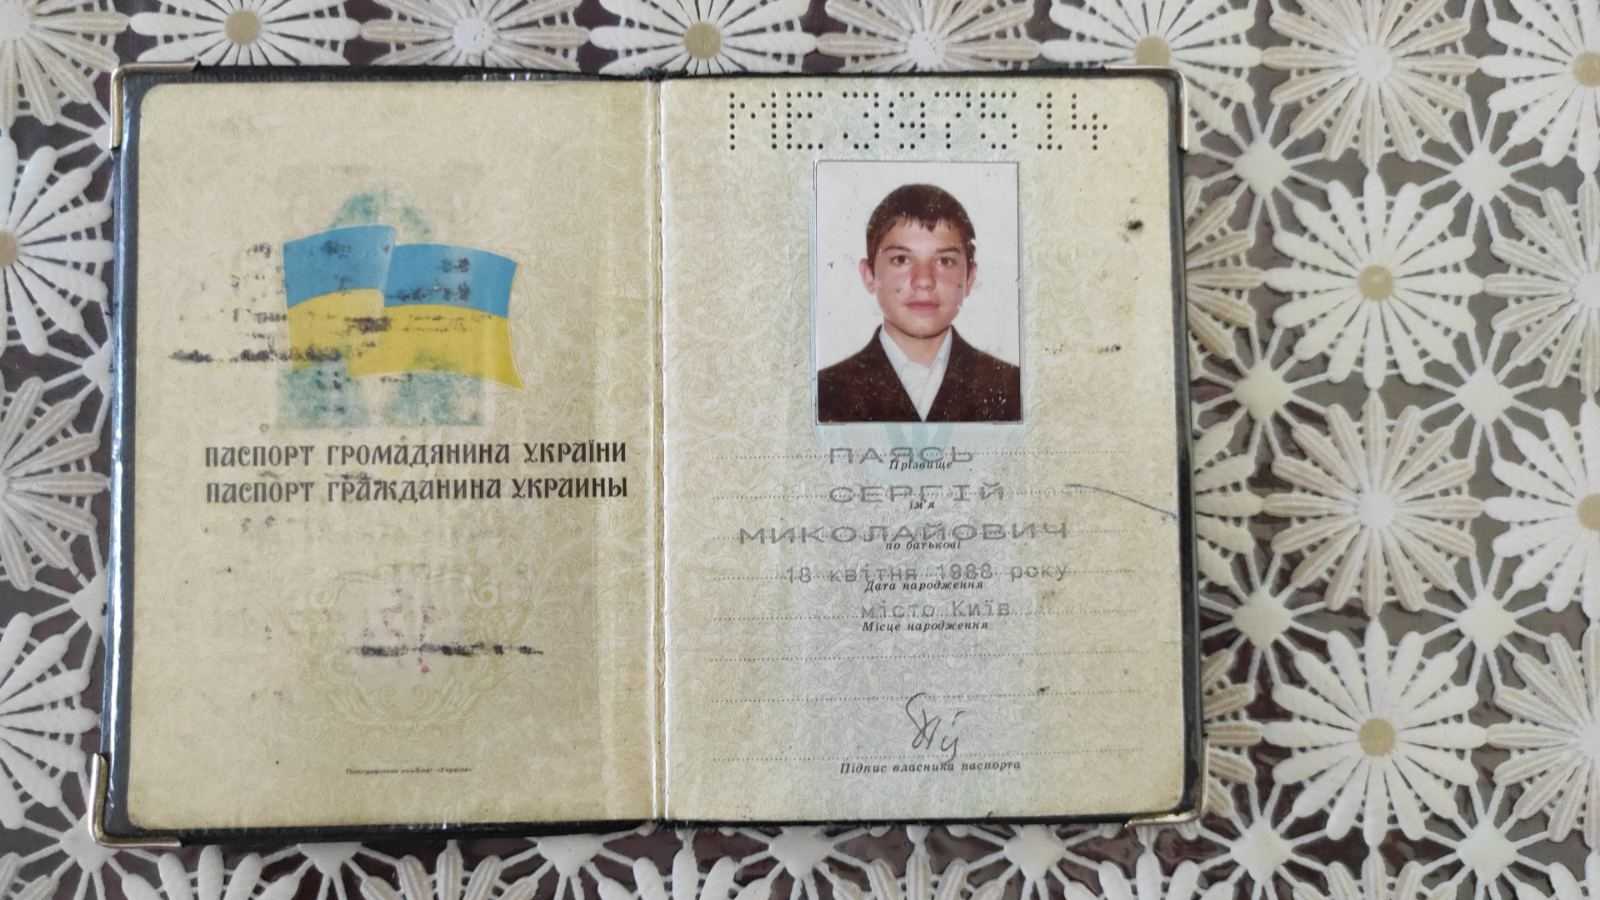 ПАСПОРТ ГРОМАДЯНИНА УКРАЇНИ
ПАСПОРТ ГРАЖДАНИНА УКРАИНЫ
МЕ397514
ПАЯСЬ
Прізвище
СЕРГІЙ
ім'я
МИКОЛАЙОВИЧ
по батькові
18 квітня 1988 року
Дата народження
місто Київ
Місце народження
Підпис власника паспорта